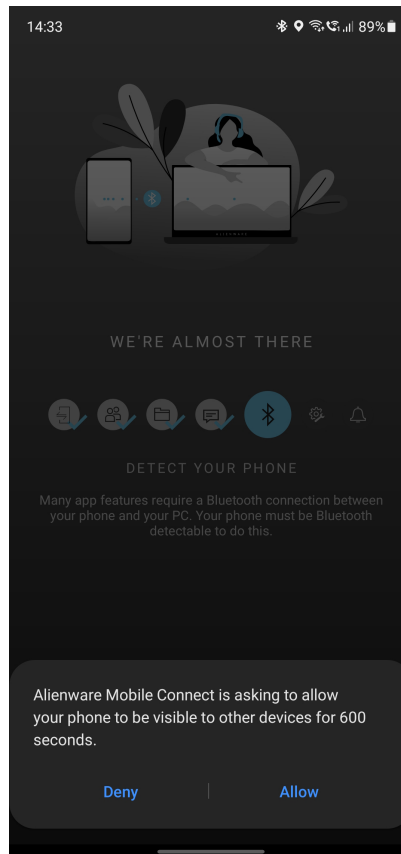 14:33
89%
alienware
WE'RE ALMOST THERE
DETECT YOUR PHONE
Many app features require a Bluetooth connection between
your phone and your PC. Your phone must be Bluetooth
detectable to do this.
Alienware Mobile Connect is asking to allow
your phone to be visible to other devices for 600
seconds.
Deny
Allow